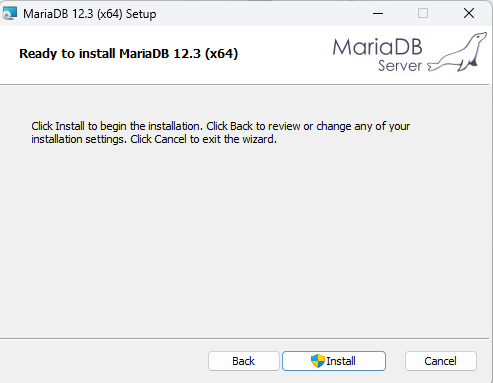 MariaDB 12.3 (x64) Setup
Ready to install MariaDB 12.3 (x64)
MariaDB
Server
Click Install to begin the installation. Click Back to review or change any of your
installation settings. Click Cancel to exit the wizard.
Back
Install
Cancel